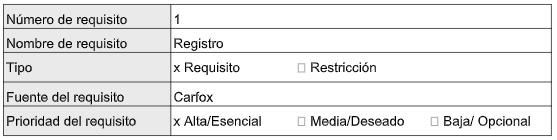 Número de requisito 1
Nombre de requisito Registro
Tipo x Requisito □ Restricción
Fuente del requisito Carfox
Prioridad del requisito x Alta/Esencial □ Media/Deseado □ Baja/ Opcional